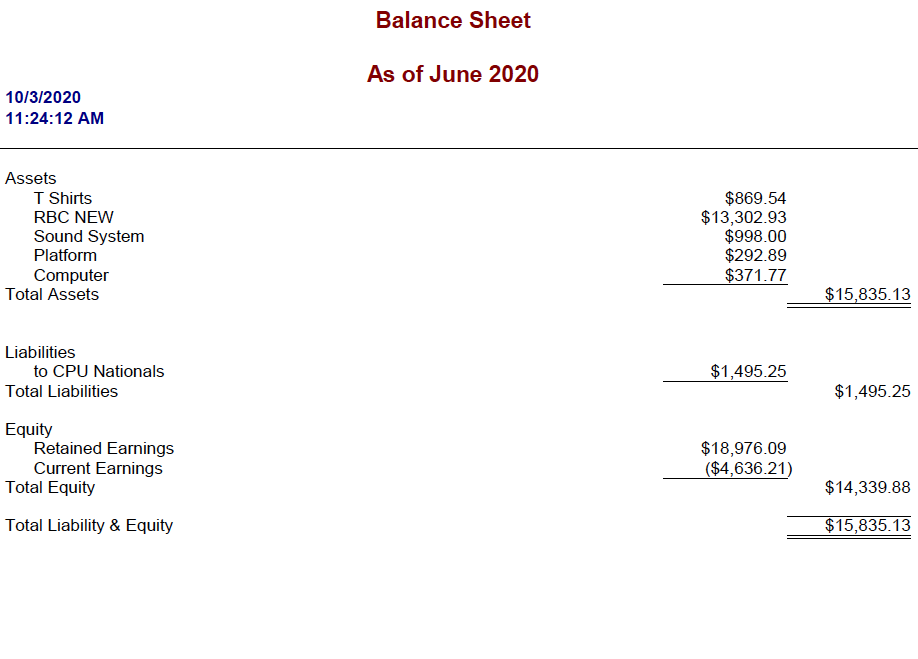 Balance Sheet
As of June 2020
10/3/2020
11:24:12 AM
Assets
T Shirts $869.54
RBC NEW $13,302.93
Sound System $998.00
Platform $292.89
Computer $371.77
Total Assets $15,835.13
Liabilities
to CPU Nationals $1,495.25
Total Liabilities $1,495.25
Equity
Retained Earnings $18,976.09
Current Earnings ($4,636.21)
Total Equity $14,339.88
Total Liability & Equity $15,835.13